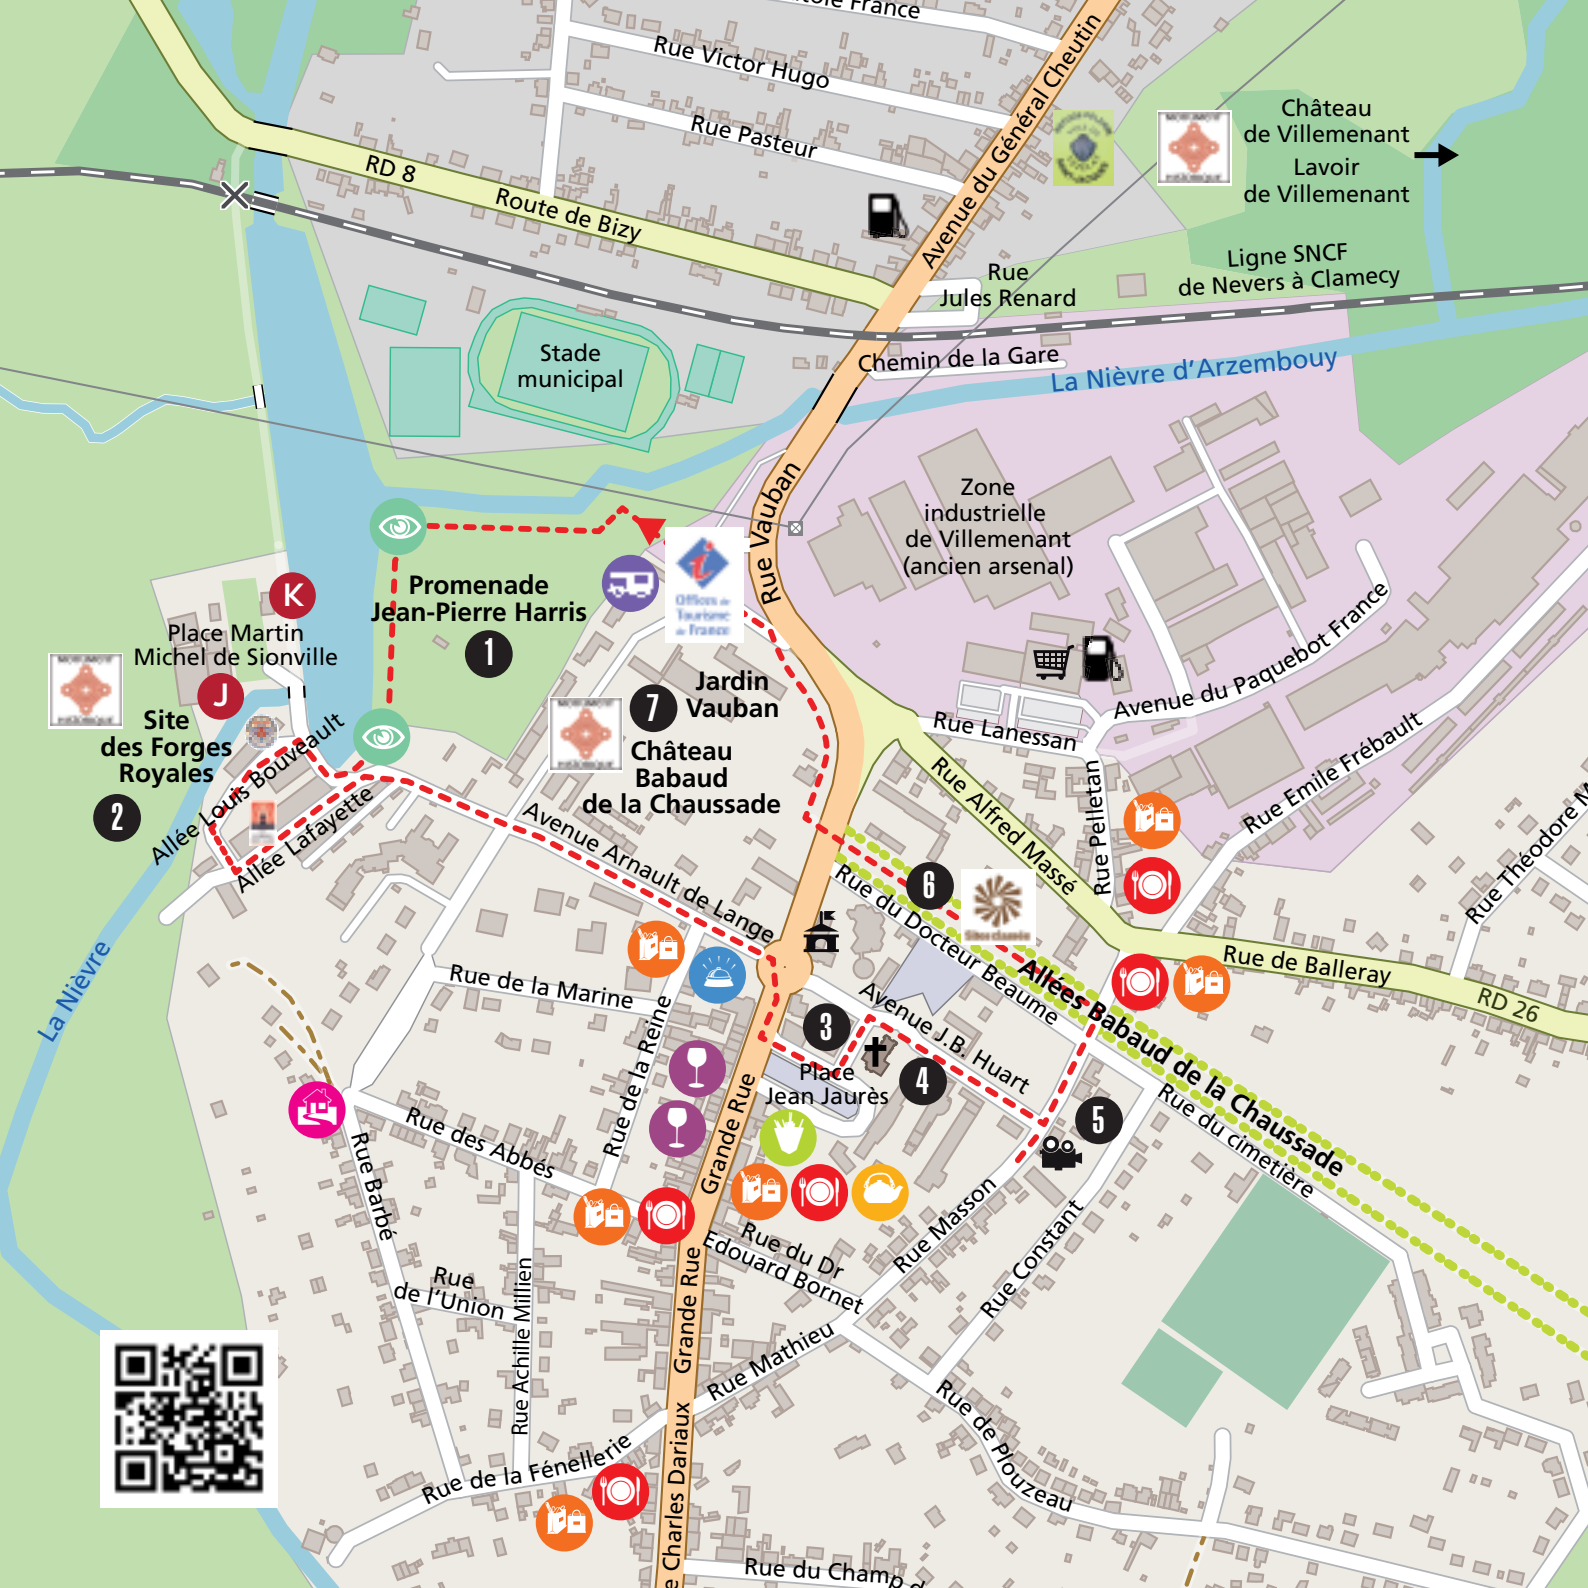 Rue Victor Hugo
Rue Pasteur
France
Avenue du Général Cheutin
RD 8
Route de Bizy
Château
de Villemenant
Lavoir
de Villemenant
Rue
Jules Renard
Ligne SNCF
de Nevers à Clamecy
Chemin de la Gare
La Nièvre d'Arzembouy
Stade
municipal
Rue Vauban
Zone
industrielle
de Villemenant
(ancien arsenal)
Offices de
Tourisme
de France
Promenade
Jean-Pierre Harris
1
K
Place Martin
Michel de Sionville
J
Site
des Forges
Royales
2
Allée Louis Bouveault
Allée Lafayette
7
Jardin
Vauban
Château
Babaud
de la Chaussade
Avenue du Paquebot France
Rue Lanessan
Rue Pelletan
Rue Emile Frébault
Rue Alfred Massé
Rue Théodore M
Avenue Arnault de Lange
6
Rue du Docteur Beaume
Allées Babaud de la Chaussade
Rue de Balleray
RD 26
La Nièvre
Rue de la Marine
Rue de la Reine
3
Avenue J.B. Huart
4
Place
Jean Jaurès
5
Rue du cimetière
Grande Rue
Rue des Abbés
Rue Barbé
Rue
de l'Union
Rue Achille Millien
Rue du Dr
Edouard Bornet
Rue Masson
Rue Constant
Grande Rue
Rue Mathieu
Rue de Plouzeau
Rue de la Fénellerie
e Charles Dariaux
Rue du Champ d